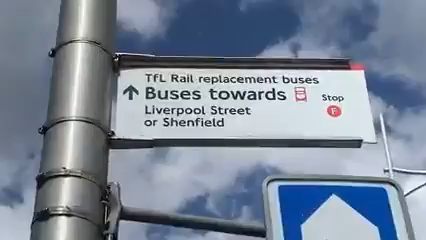 TfL Rail replacement buses
Buses towards
Liverpool Street
or Shenfield
Stop
F